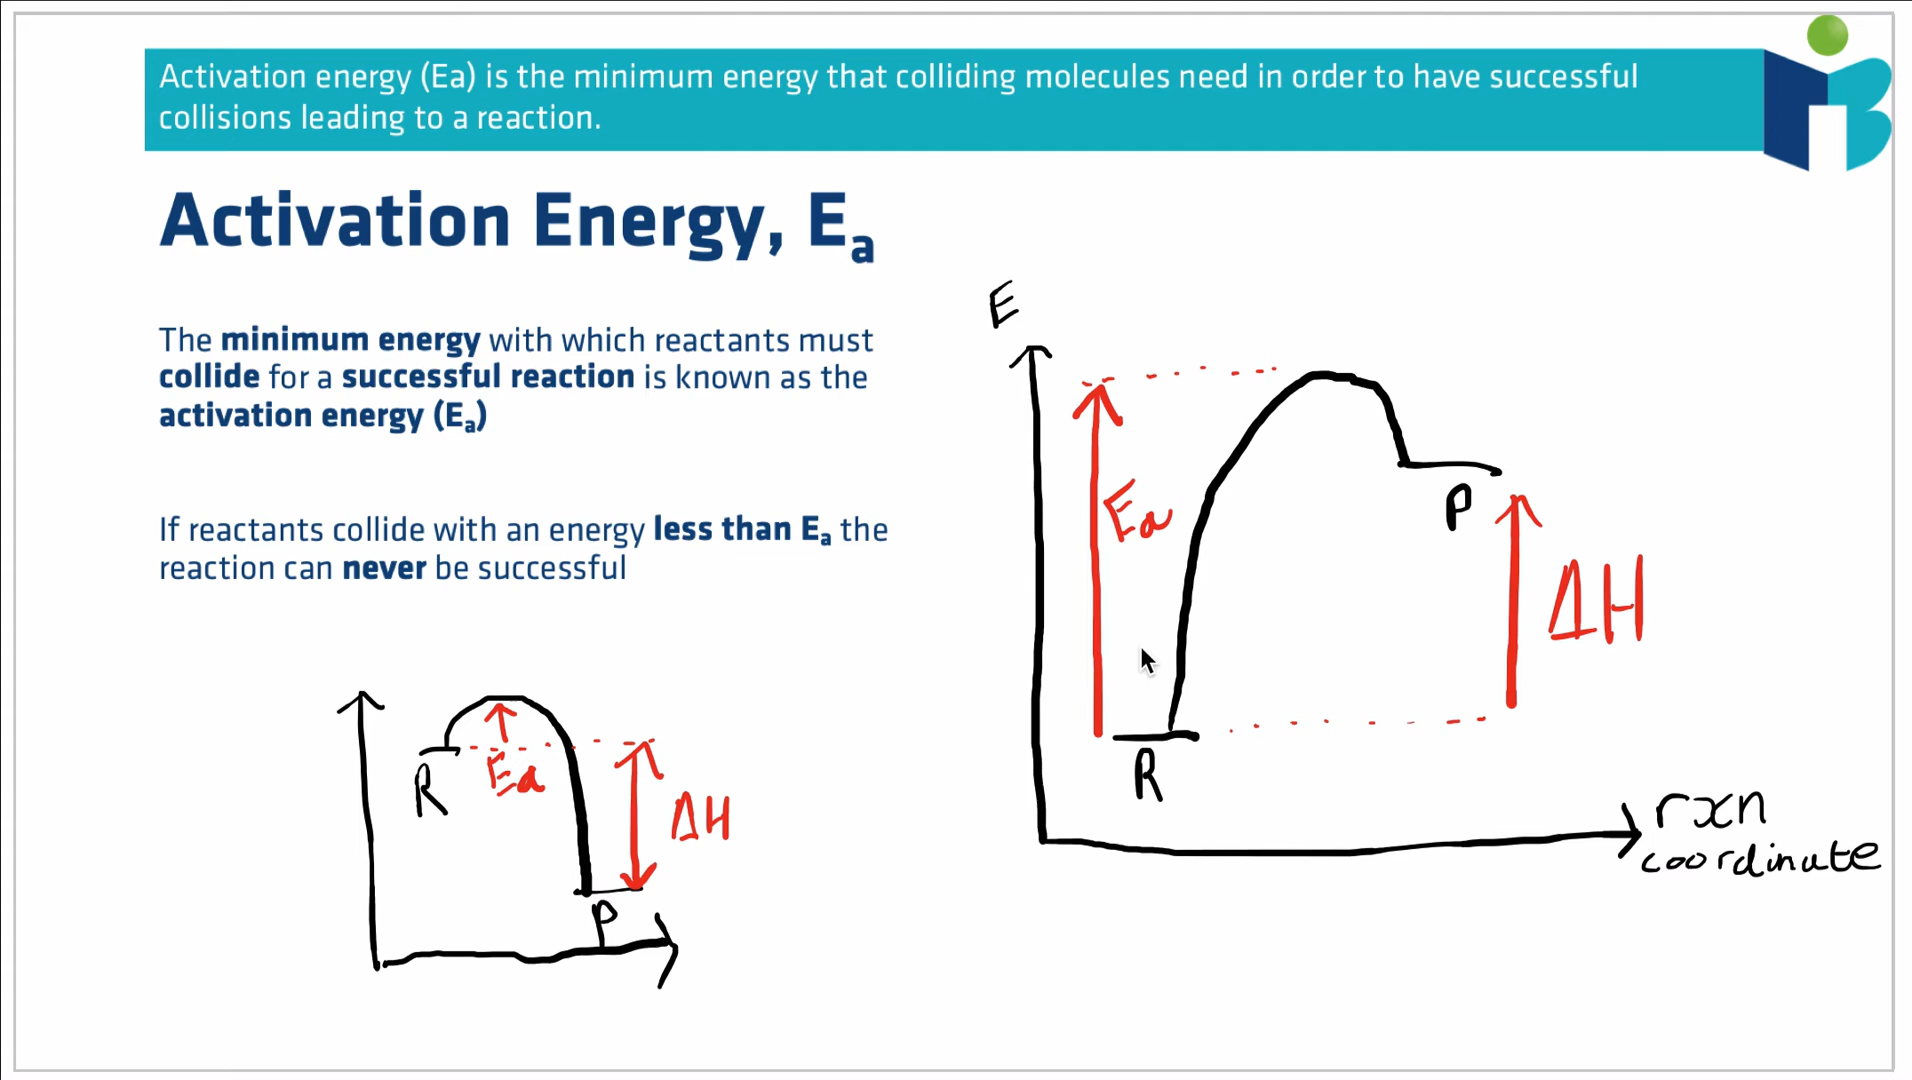 Activation energy (Ea) is the minimum energy that colliding molecules need in order to have successful
collisions leading to a reaction.
Activation Energy, Eₐ
The minimum energy with which reactants must
collide for a successful reaction is known as the
activation energy (Eₐ)
If reactants collide with an energy less than Eₐ the
reaction can never be successful
R
Ea
ΔH
P
E
Ea
P
ΔH
R
rxn
coordinate